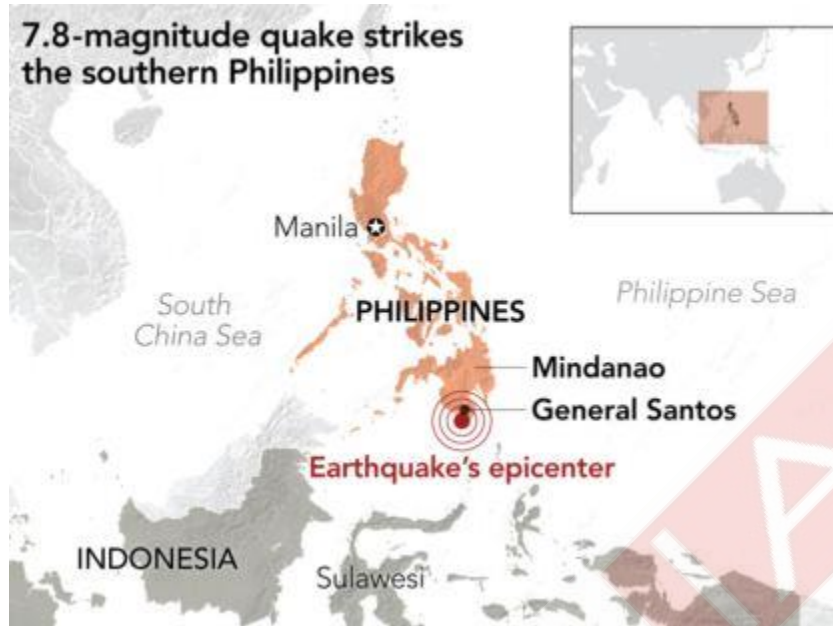 7.8-magnitude quake strikes
the southern Philippines
Manila
South
China Sea
PHILIPPINES
Philippine Sea
Mindanao
General Santos
Earthquake's epicenter
INDONESIA
Sulawesi